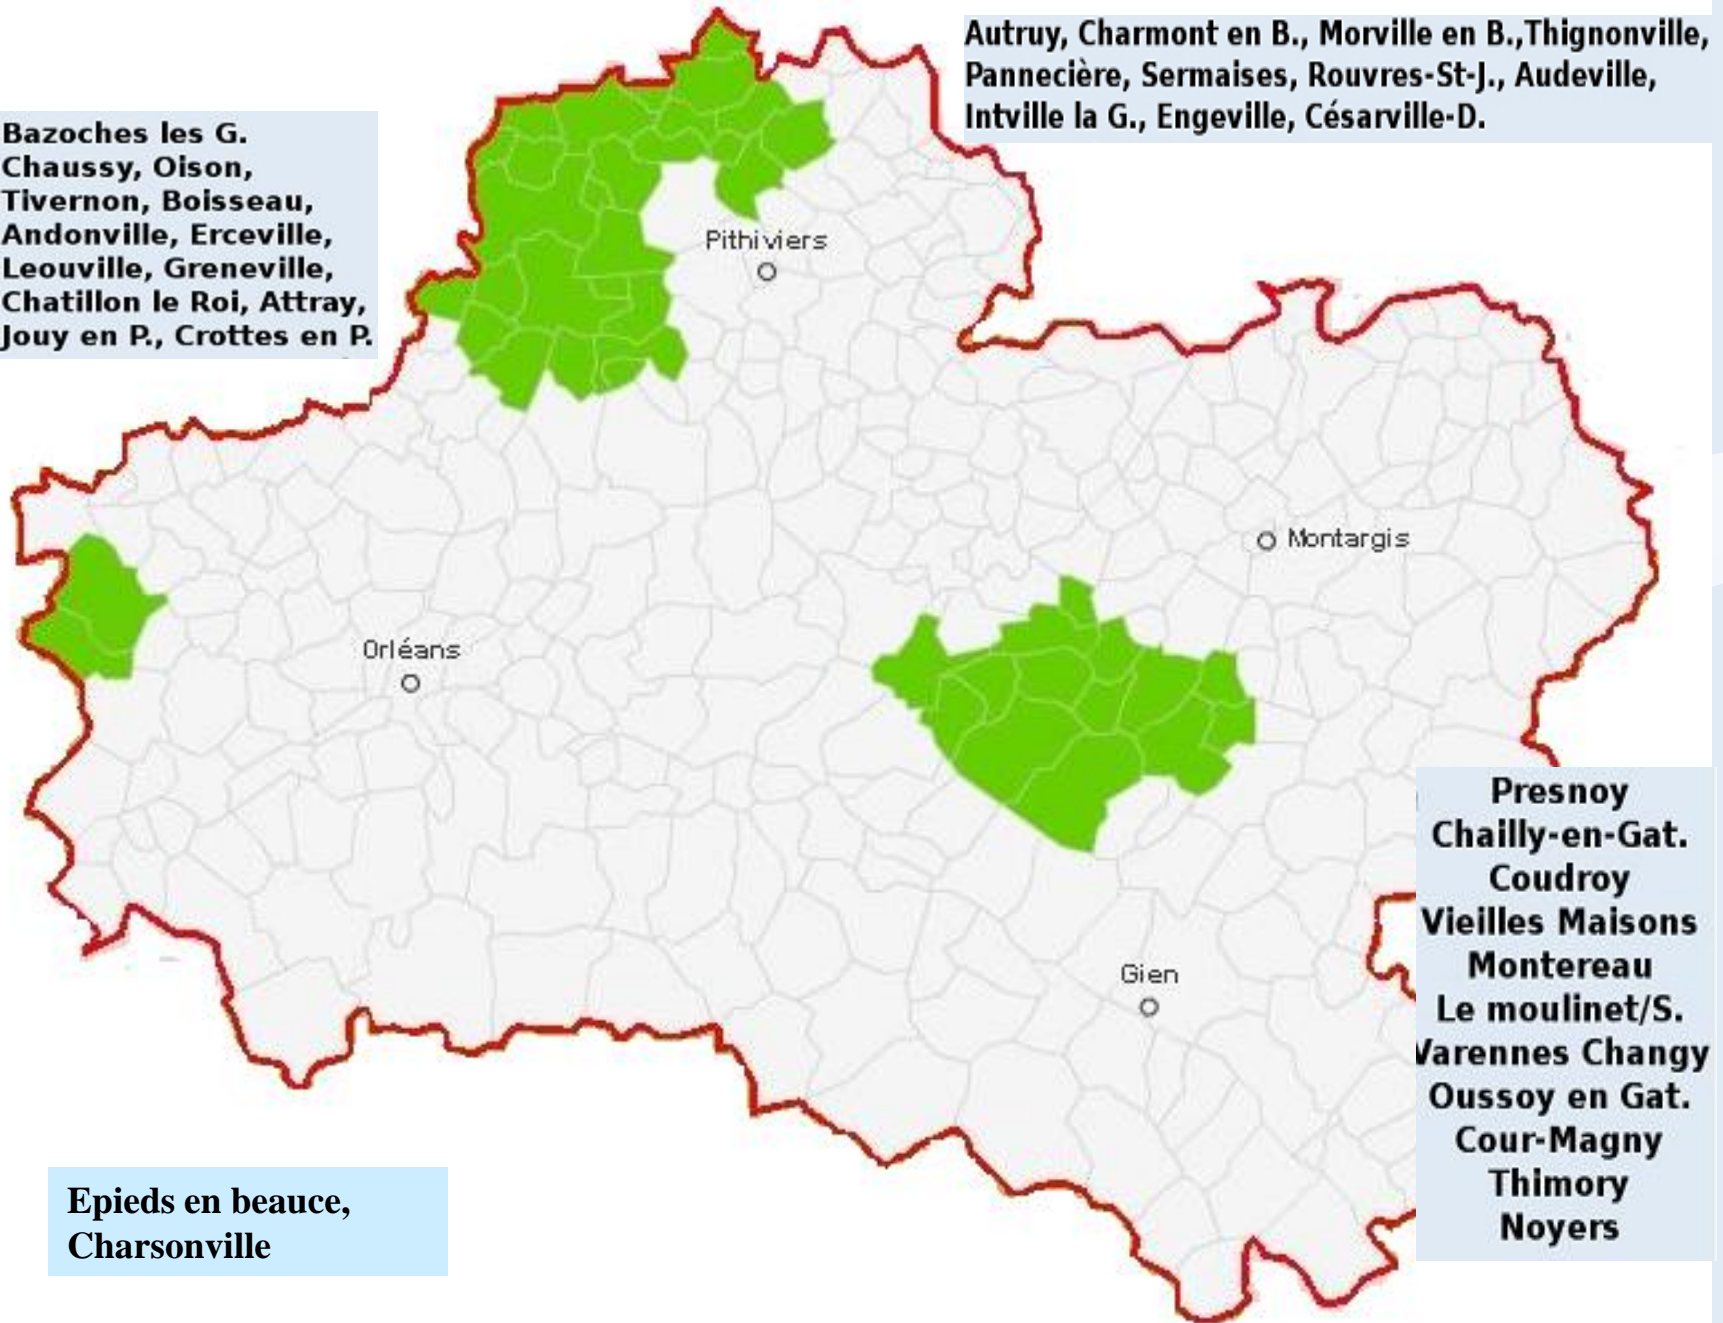 Autruy, Charmont en B., Morville en B.,Thignonville,
Pannecière, Sermaises, Rouvres-St-J., Audeville,
Intville la G., Engeville, Césarville-D.
Bazoches les G.
Chaussy, Oison,
Tivernon, Boisseau,
Andonville, Erceville,
Leouville, Greneville,
Chatillon le Roi, Attray,
Jouy en P., Crottes en P.
Pithiviers
Montargis
Orléans
Gien
Presnoy
Chailly-en-Gat.
Coudroy
Vieilles Maisons
Montereau
Le moulinet/S.
Varennes Changy
Oussoy en Gat.
Cour-Magny
Thimory
Noyers
Epieds en beauce,
Charsonville